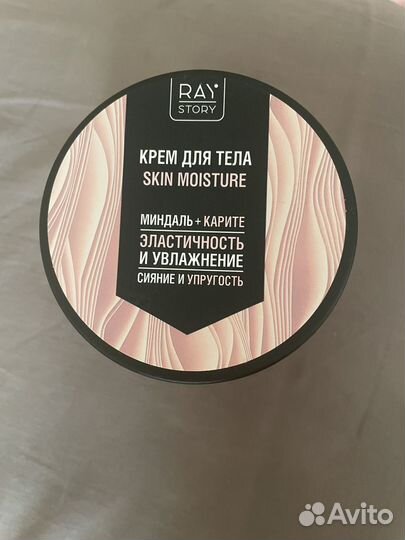 RAY
STORY
КРЕМ ДЛЯ ТЕЛА
SKIN MOISTURE
МИНДАЛЬ + КАРИТЕ
ЭЛАСТИЧНОСТЬ
И УВЛАЖНЕНИЕ
СИЯНИЕ И УПРУГОСТЬ
Avito